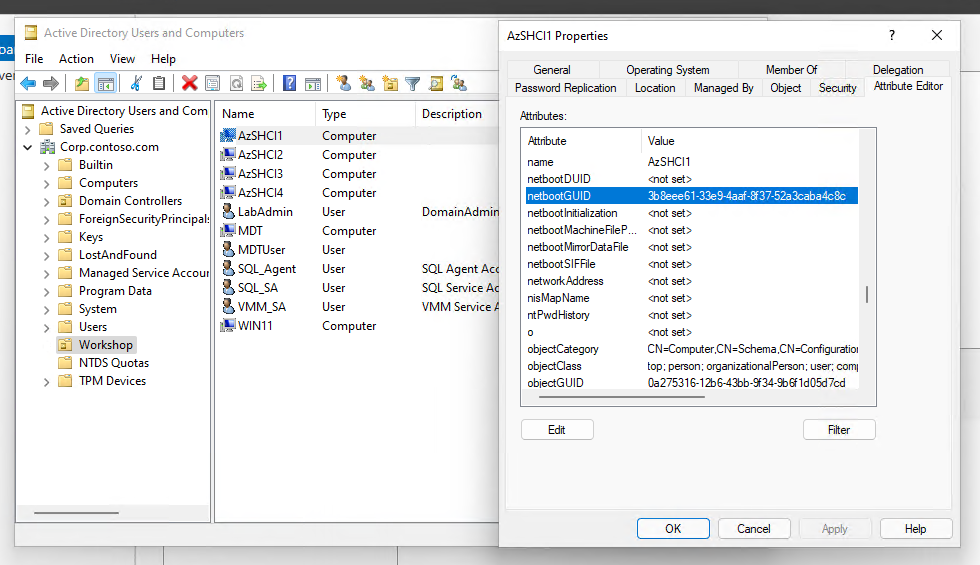 Active Directory Users and Computers
File Action View Help
Active Directory Users and Com
Saved Queries
Corp.contoso.com
Builtin
Computers
Domain Controllers
ForeignSecurityPrincipals
Keys
LostAndFound
Managed Service Accour
Program Data
System
Users
Workshop
NTDS Quotas
TPM Devices
Name Type Description
AzSHCI1 Computer
AzSHCI2 Computer
AzSHCI3 Computer
AzSHCI4 Computer
LabAdmin User DomainAdmin
MDT Computer
MDTUser User
SQL_Agent User SQL Agent Acc
SQL_SA User SQL Service Ac
VMM_SA User VMM Service A
WIN11 Computer
AzSHCI1 Properties
General Operating System Member Of Delegation
Password Replication Location Managed By Object Security Attribute Editor
Attributes:
Attribute Value
name AzSHCI1
netbootDUID <not set>
netbootGUID 3b8eee61-33e9-4aaf-8f37-52a3caba4c8c
netbootInitialization <not set>
netbootMachineFileP... <not set>
netbootMirrorDataFile <not set>
netbootSIFFile <not set>
networkAddress <not set>
nisMapName <not set>
ntPwdHistory <not set>
o <not set>
objectCategory CN=Computer,CN=Schema,CN=Configuration
objectClass top; person; organizationalPerson; user; comp
objectGUID 0a275316-12b6-43bb-9f34-9b6f1d05d7cd
Edit Filter
OK Cancel Apply Help